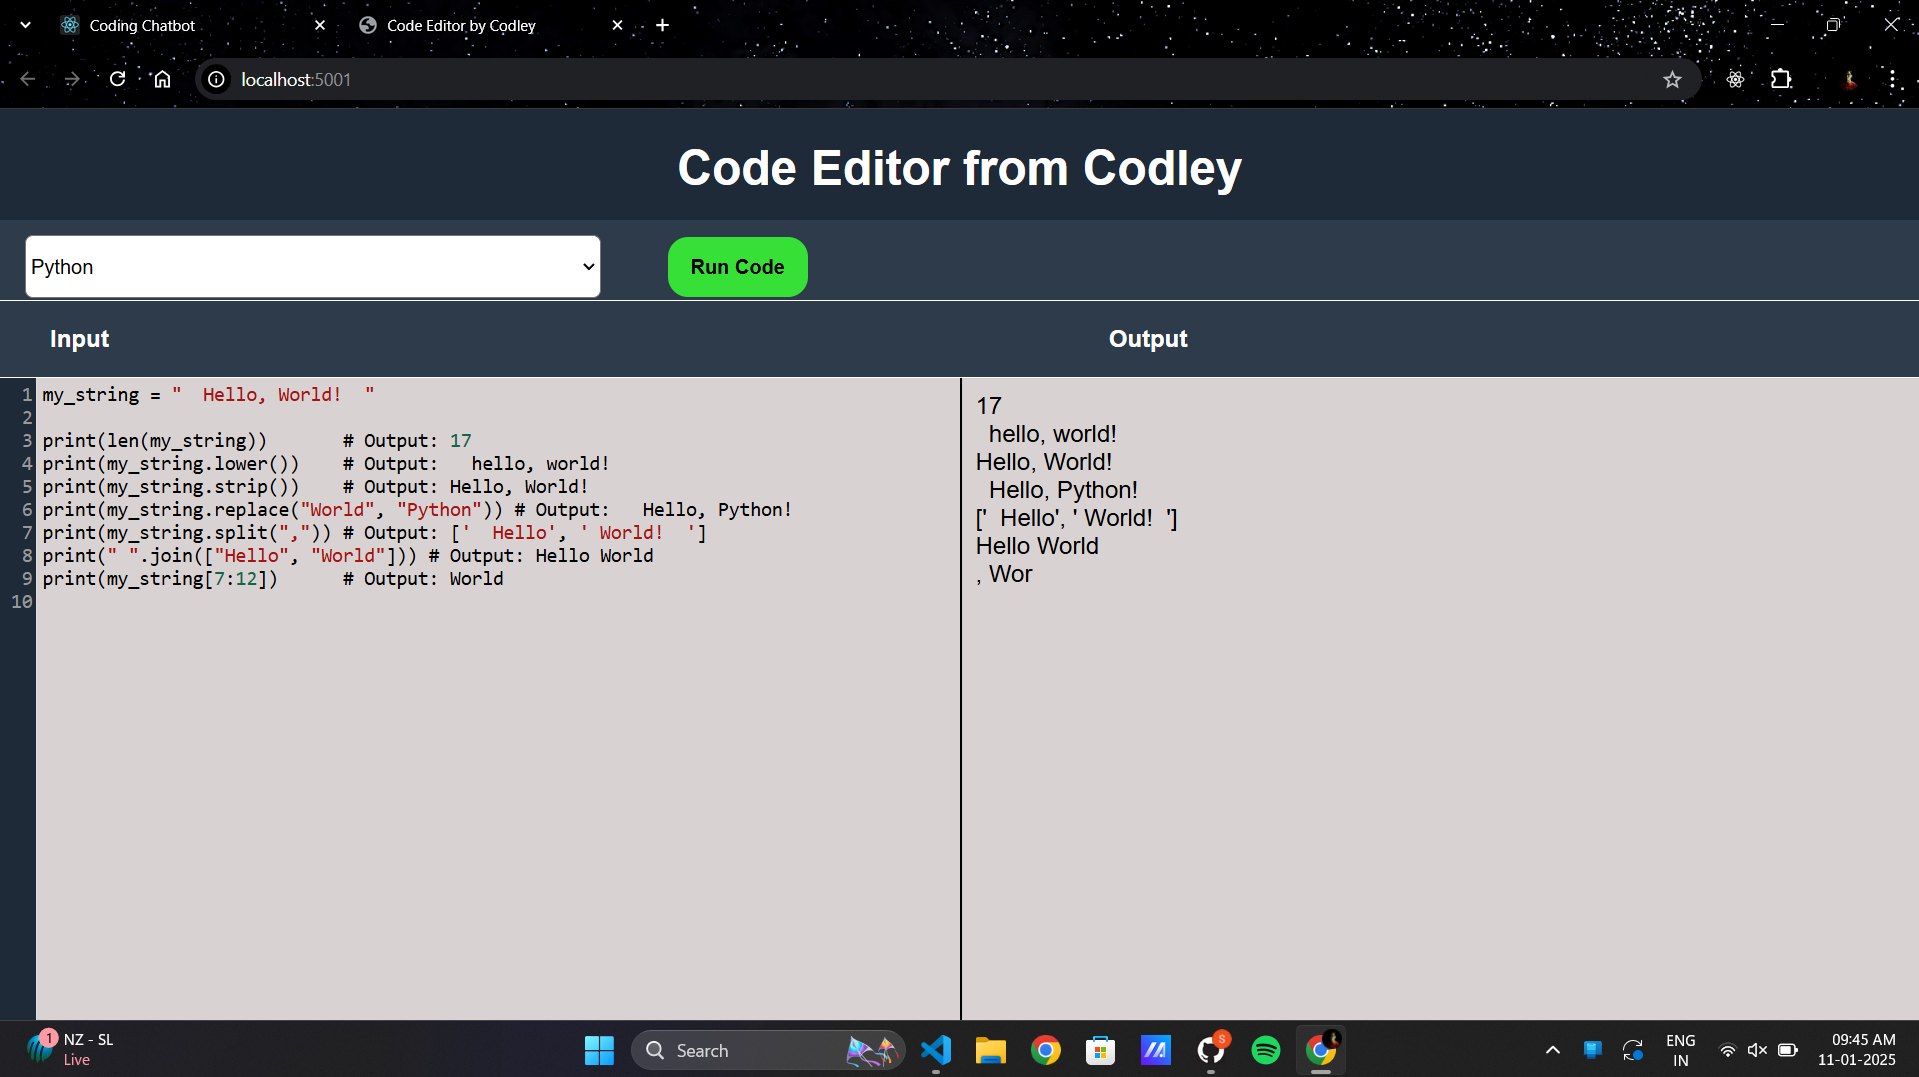 Coding Chatbot
Code Editor by Codley
localhost:5001
Code Editor from Codley
Python
Run Code
Input
Output
1 my_string = "  Hello, World!  "
2
3 print(len(my_string))       # Output: 17
4 print(my_string.lower())    # Output:   hello, world!
5 print(my_string.strip())    # Output: Hello, World!
6 print(my_string.replace("World", "Python")) # Output:   Hello, Python!
7 print(my_string.split(",")) # Output: ['  Hello', ' World!  ']
8 print(" ".join(["Hello", "World"])) # Output: Hello World
9 print(my_string[7:12])      # Output: World
10
17
  hello, world!
Hello, World!
  Hello, Python!
['  Hello', ' World!  ']
Hello World
, Wor
1
NZ - SL
Live
Search
S
ENG
IN
09:45 AM
11-01-2025